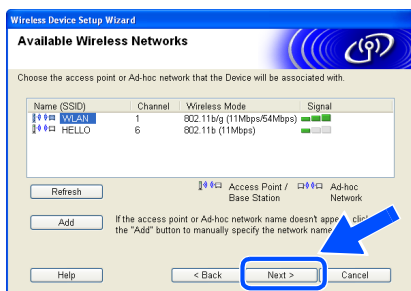 Wireless Device Setup Wizard
Available Wireless Networks
Choose the access point or Ad-hoc network that the Device will be associated with.
Name (SSID) Channel Wireless Mode Signal
WLAN 1 802.11b/g (11Mbps/54Mbps)
HELLO 6 802.11b (11Mbps)
Refresh
Access Point / Base Station
Ad-hoc Network
Add
If the access point or Ad-hoc network name doesn't
the "Add" button to manually specify the network
Help < Back Next > Cancel